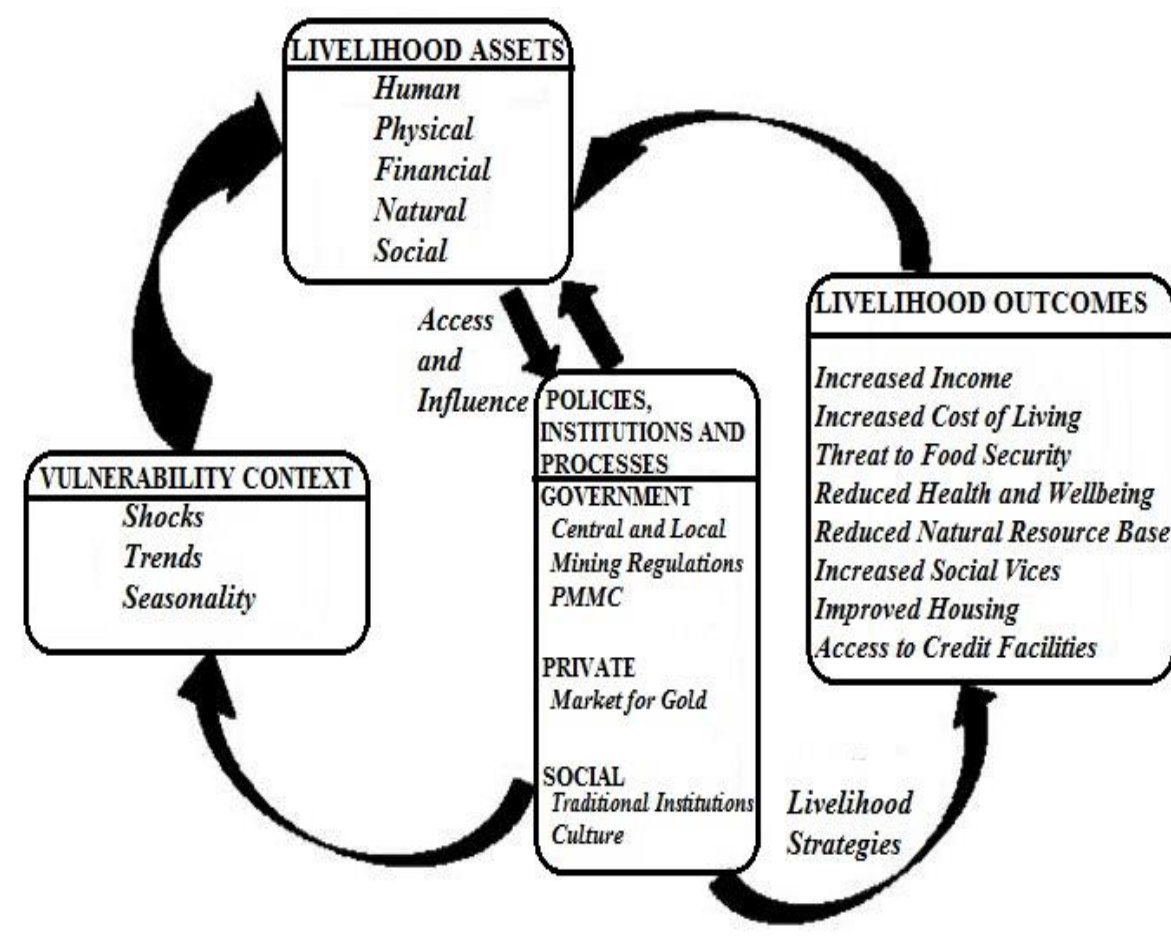 LIVELIHOOD ASSETS
Human
Physical
Financial
Natural
Social
Access
and
Influence
LIVELIHOOD OUTCOMES
Increased Income
Increased Cost of Living
Threat to Food Security
Reduced Health and Wellbeing
Reduced Natural Resource Base
Increased Social Vices
Improved Housing
Access to Credit Facilities
VULNERABILITY CONTEXT
Shocks
Trends
Seasonality
POLICIES,
INSTITUTIONS AND
PROCESSES
GOVERNMENT
Central and Local
Mining Regulations
PMMC
PRIVATE
Market for Gold
SOCIAL
Traditional Institutions
Culture
Livelihood
Strategies